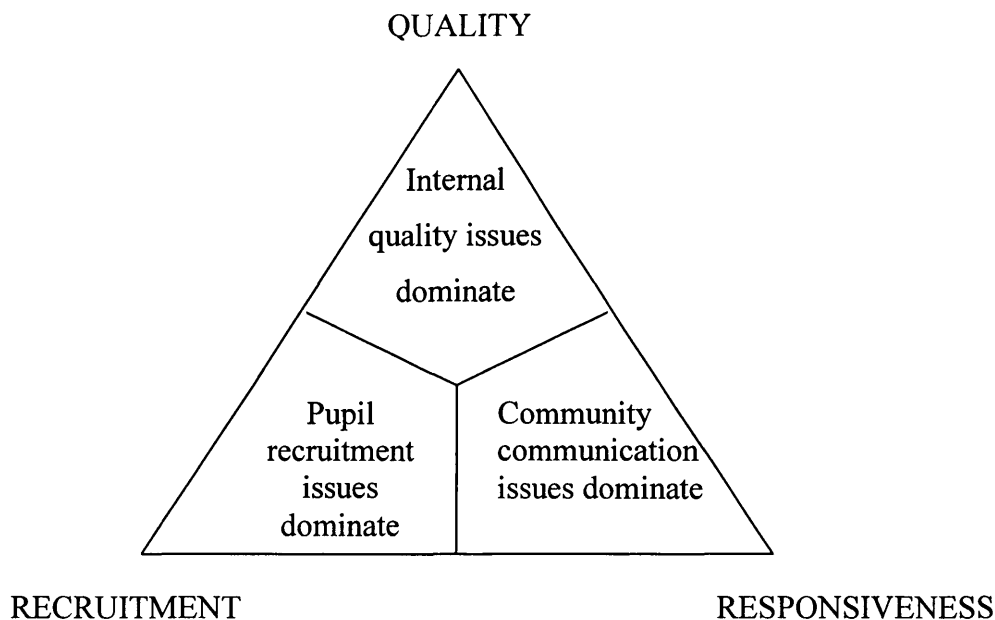 QUALITY
Internal
quality issues
dominate
Pupil
recruitment
issues
dominate
Community
communication
issues dominate
RECRUITMENT
RESPONSIVENESS